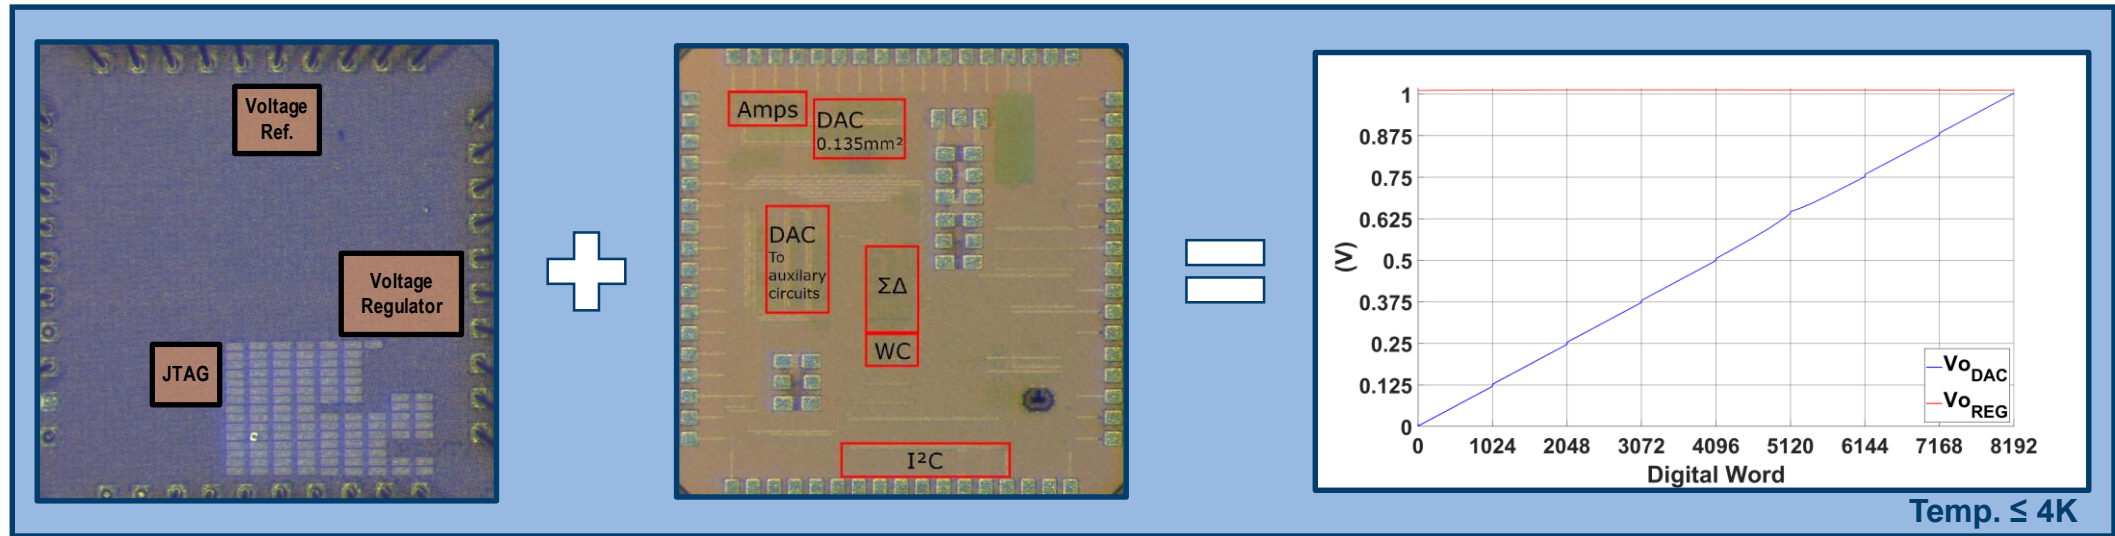 Voltage
Ref.
Voltage
Regulator
JTAG
Amps
DAC
0.135mm²
DAC
To
auxilary
circuits
ΣΔ
WC
I²C
1
0.875
0.75
0.625
0.5
0.375
0.25
0.125
0
(V)
0 1024 2048 3072 4096 5120 6144 7168 8192
Digital Word
Vo_DAC
Vo_REG
Temp. ≤ 4K